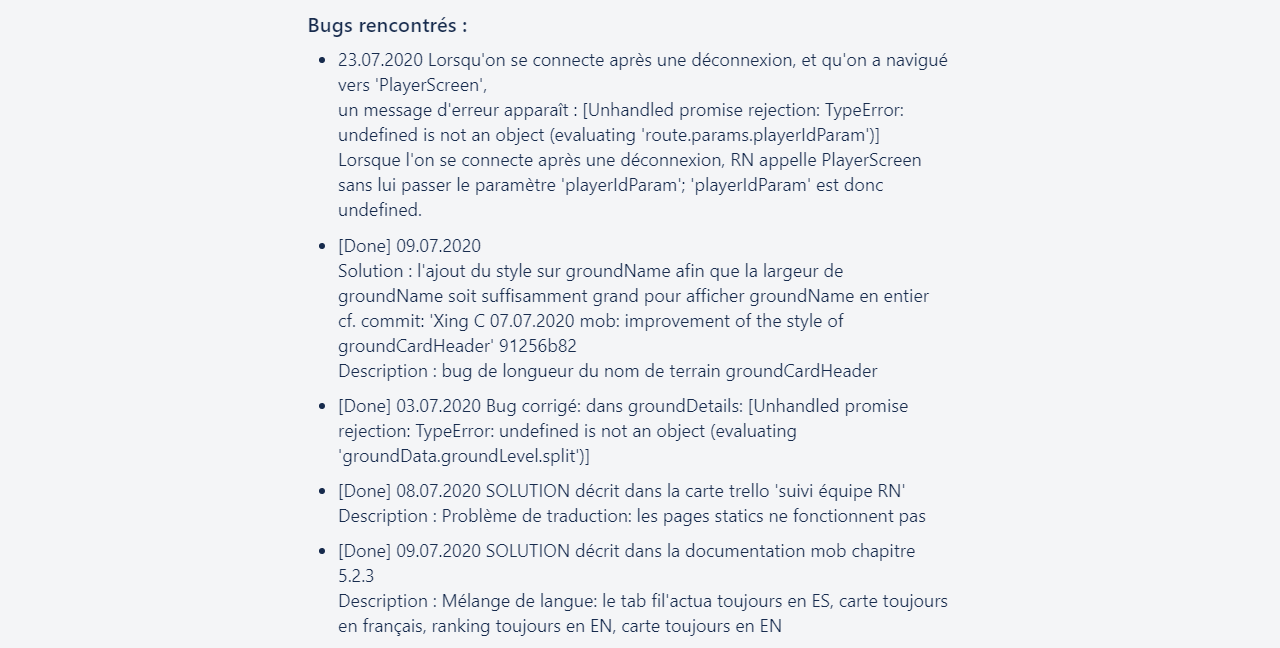 Bugs rencontrés :
• 23.07.2020 Lorsqu'on se connecte après une déconnexion, et qu'on a navigué
vers 'PlayerScreen',
un message d'erreur apparaît : [Unhandled promise rejection: TypeError:
undefined is not an object (evaluating 'route.params.playerIdParam')]
Lorsque l'on se connecte après une déconnexion, RN appelle PlayerScreen
sans lui passer le paramètre 'playerIdParam'; 'playerIdParam' est donc
undefined.
• [Done] 09.07.2020
Solution : l'ajout du style sur groundName afin que la largeur de
groundName soit suffisamment grand pour afficher groundName en entier
cf. commit: 'Xing C 07.07.2020 mob: improvement of the style of
groundCardHeader' 91256b82
Description : bug de longueur du nom de terrain groundCardHeader
• [Done] 03.07.2020 Bug corrigé: dans groundDetails: [Unhandled promise
rejection: TypeError: undefined is not an object (evaluating
'groundData.groundLevel.split')]
• [Done] 08.07.2020 SOLUTION décrit dans la carte trello 'suivi équipe RN'
Description : Problème de traduction: les pages statics ne fonctionnent pas
• [Done] 09.07.2020 SOLUTION décrit dans la documentation mob chapitre
5.2.3
Description : Mélange de langue: le tab fil'actua toujours en ES, carte toujours
en français, ranking toujours en EN, carte toujours en EN